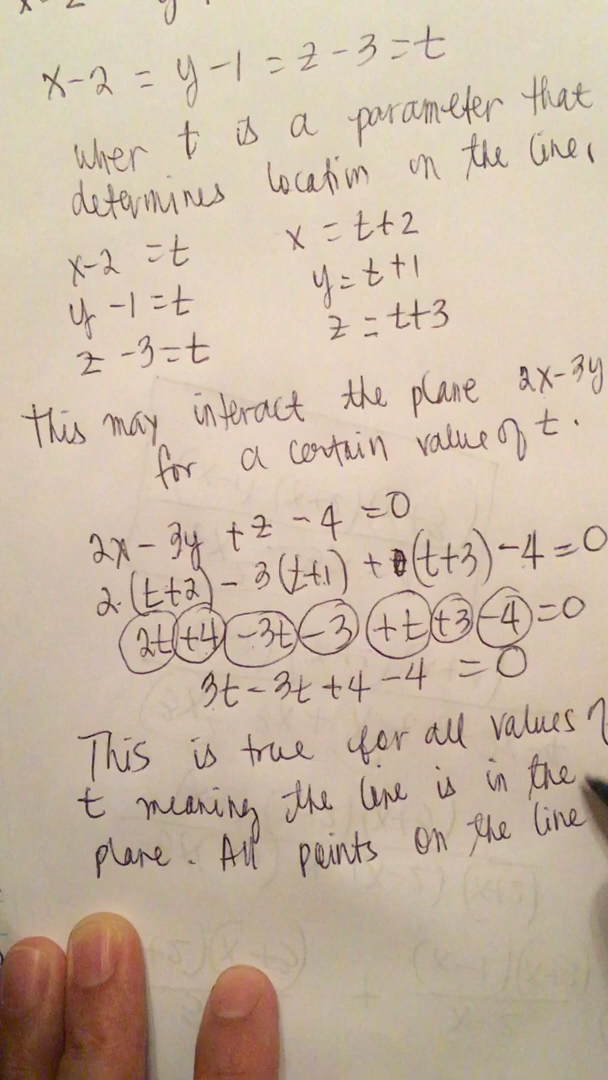 x-2 = y-1 = z-3 = t
wher t is a parameter that
determines location on the line,
x-2 = t x = t+2
y-1 = t y = t+1
z-3 = t z = t+3
This may interact the plane 2x-3y
for a certain value of t.
2x - 3y + z - 4 = 0
2.(t+2) - 3(t+1) + (t+3) - 4 = 0
2t +4 -3t -3 +t +3 -4 = 0
3t - 3t + 4 - 4 = 0
This is true for all values of
t meaning the line is in the
plane. All points on the line